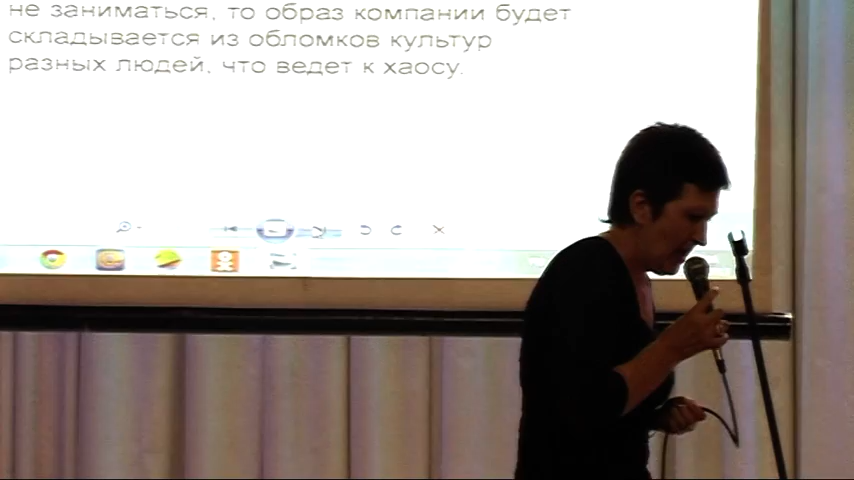 не заниматься, то образ компании будет
складывается из обломков культур
разных людей, что ведет к хаосу.